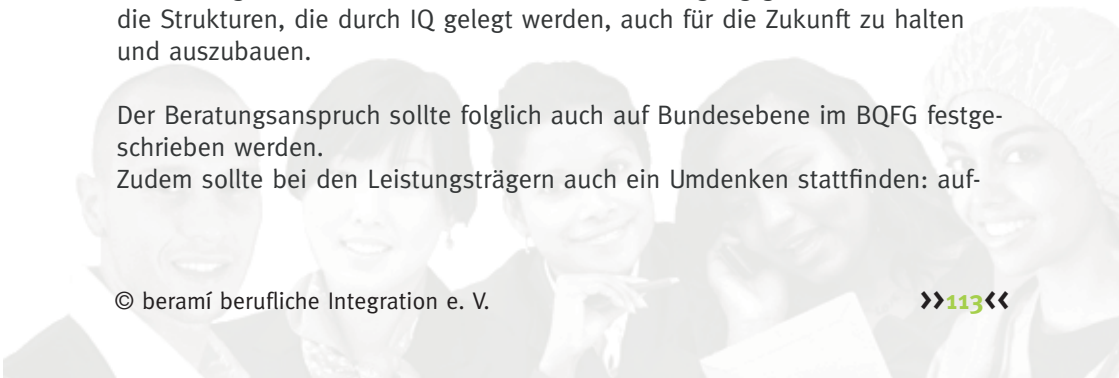 die Strukturen, die durch IQ gelegt werden, auch für die Zukunft zu halten
und auszubauen.
Der Beratungsanspruch sollte folglich auch auf Bundesebene im BQFG festge-
schrieben werden.
Zudem sollte bei den Leistungsträgern auch ein Umdenken stattfinden: auf-
© beramí berufliche Integration e. V.
››113‹‹